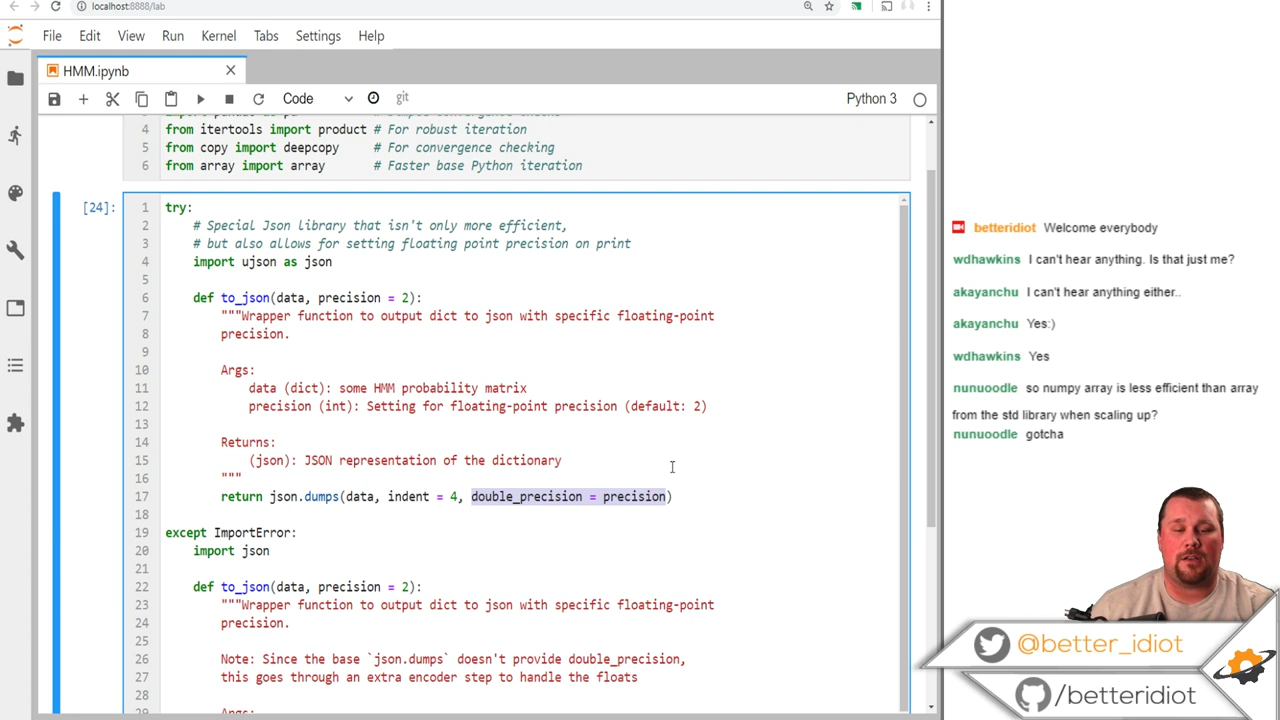 localhost:8888/lab
File Edit View Run Kernel Tabs Settings Help
HMM.ipynb
Code git Python 3
4 from itertools import product # For robust iteration
5 from copy import deepcopy # For convergence checking
6 from array import array # Faster base Python iteration
[24]: 1 try:
2 # Special Json library that isn't only more efficient,
3 # but also allows for setting floating point precision on print
4 import ujson as json
5
6 def to_json(data, precision = 2):
7 """Wrapper function to output dict to json with specific floating-point
8 precision.
9
10 Args:
11 data (dict): some HMM probability matrix
12 precision (int): Setting for floating-point precision (default: 2)
13
14 Returns:
15 (json): JSON representation of the dictionary
16 """
17 return json.dumps(data, indent = 4, double_precision = precision)
18
19 except ImportError:
20 import json
21
22 def to_json(data, precision = 2):
23 """Wrapper function to output dict to json with specific floating-point
24 precision.
25
26 Note: Since the base `json.dumps` doesn't provide double_precision,
27 this goes through an extra encoder step to handle the floats
28
29 Args:
betteridiot Welcome everybody
wdhawkins I can't hear anything. Is that just me?
akayanchu I can't hear anything either..
akayanchu Yes:)
wdhawkins Yes
nunuoodle so numpy array is less efficient than array
from the std library when scaling up?
nunuoodle gotcha
@better_idiot
/betteridiot